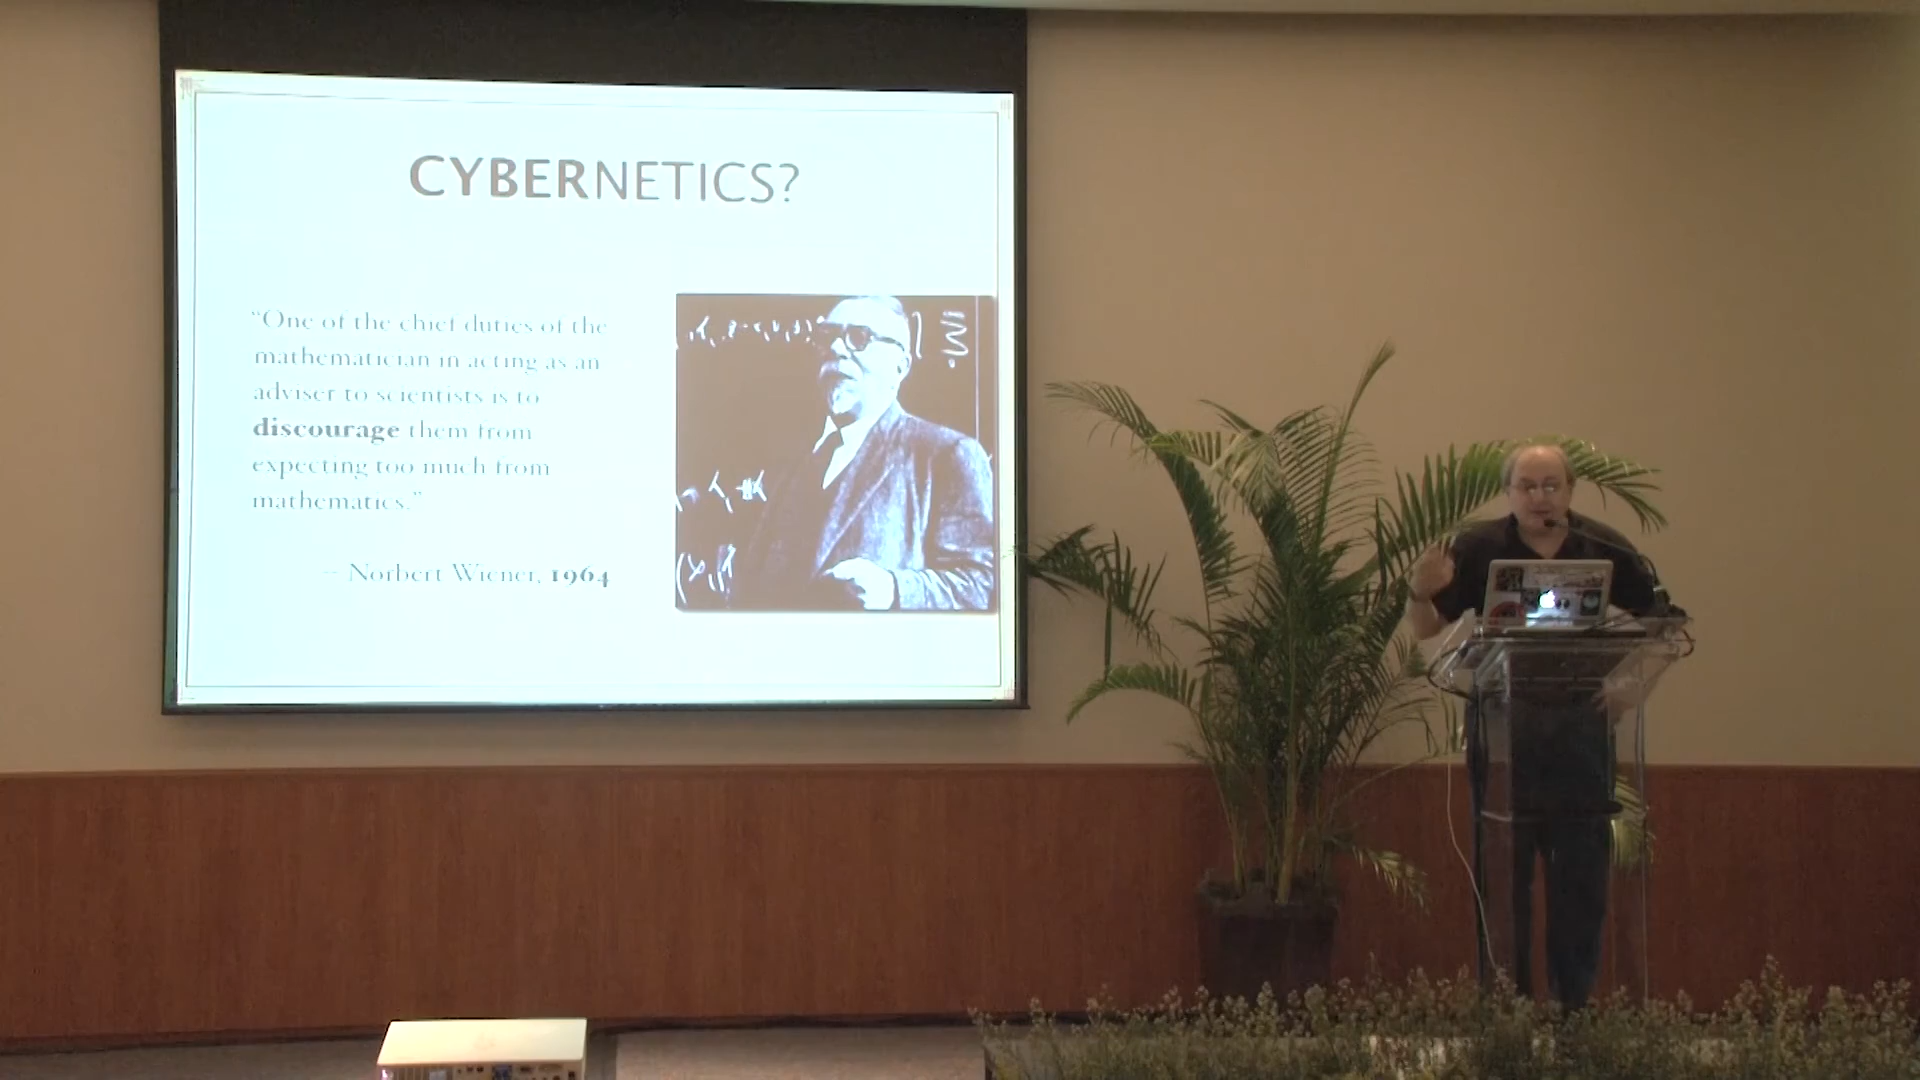 CYBERNETICS?
“One of the chief duties of the
mathematician in acting as an
adviser to scientists is to
discourage them from
expecting too much from
mathematics.”
— Norbert Wiener, 1964